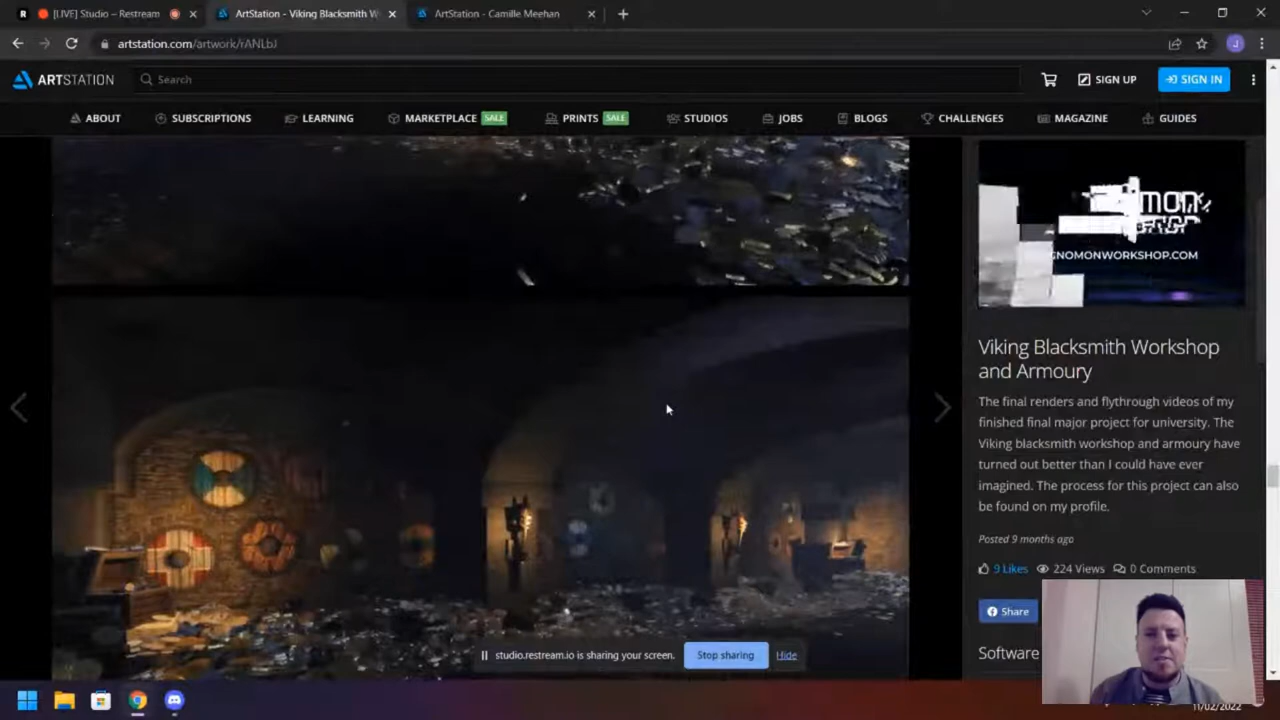 [LIVE] Studio – Restream
ArtStation - Viking Blacksmith W
ArtStation - Camille Meehan
artstation.com/artwork/rANLbJ
J
ARTSTATION
Search
SIGN UP
SIGN IN
ABOUT
SUBSCRIPTIONS
LEARNING
MARKETPLACE SALE
PRINTS SALE
STUDIOS
JOBS
BLOGS
CHALLENGES
MAGAZINE
GUIDES
GNOMONWORKSHOP.COM
Viking Blacksmith Workshop
and Armoury
The final renders and flythrough videos of my
finished final major project for university. The
Viking blacksmith workshop and armoury have
turned out better than I could have ever
imagined. The process for this project can also
be found on my profile.
Posted 9 months ago
9 Likes 224 Views 0 Comments
Share
Software
studio.restream.io is sharing your screen.
Stop sharing
Hide
11/02/2022